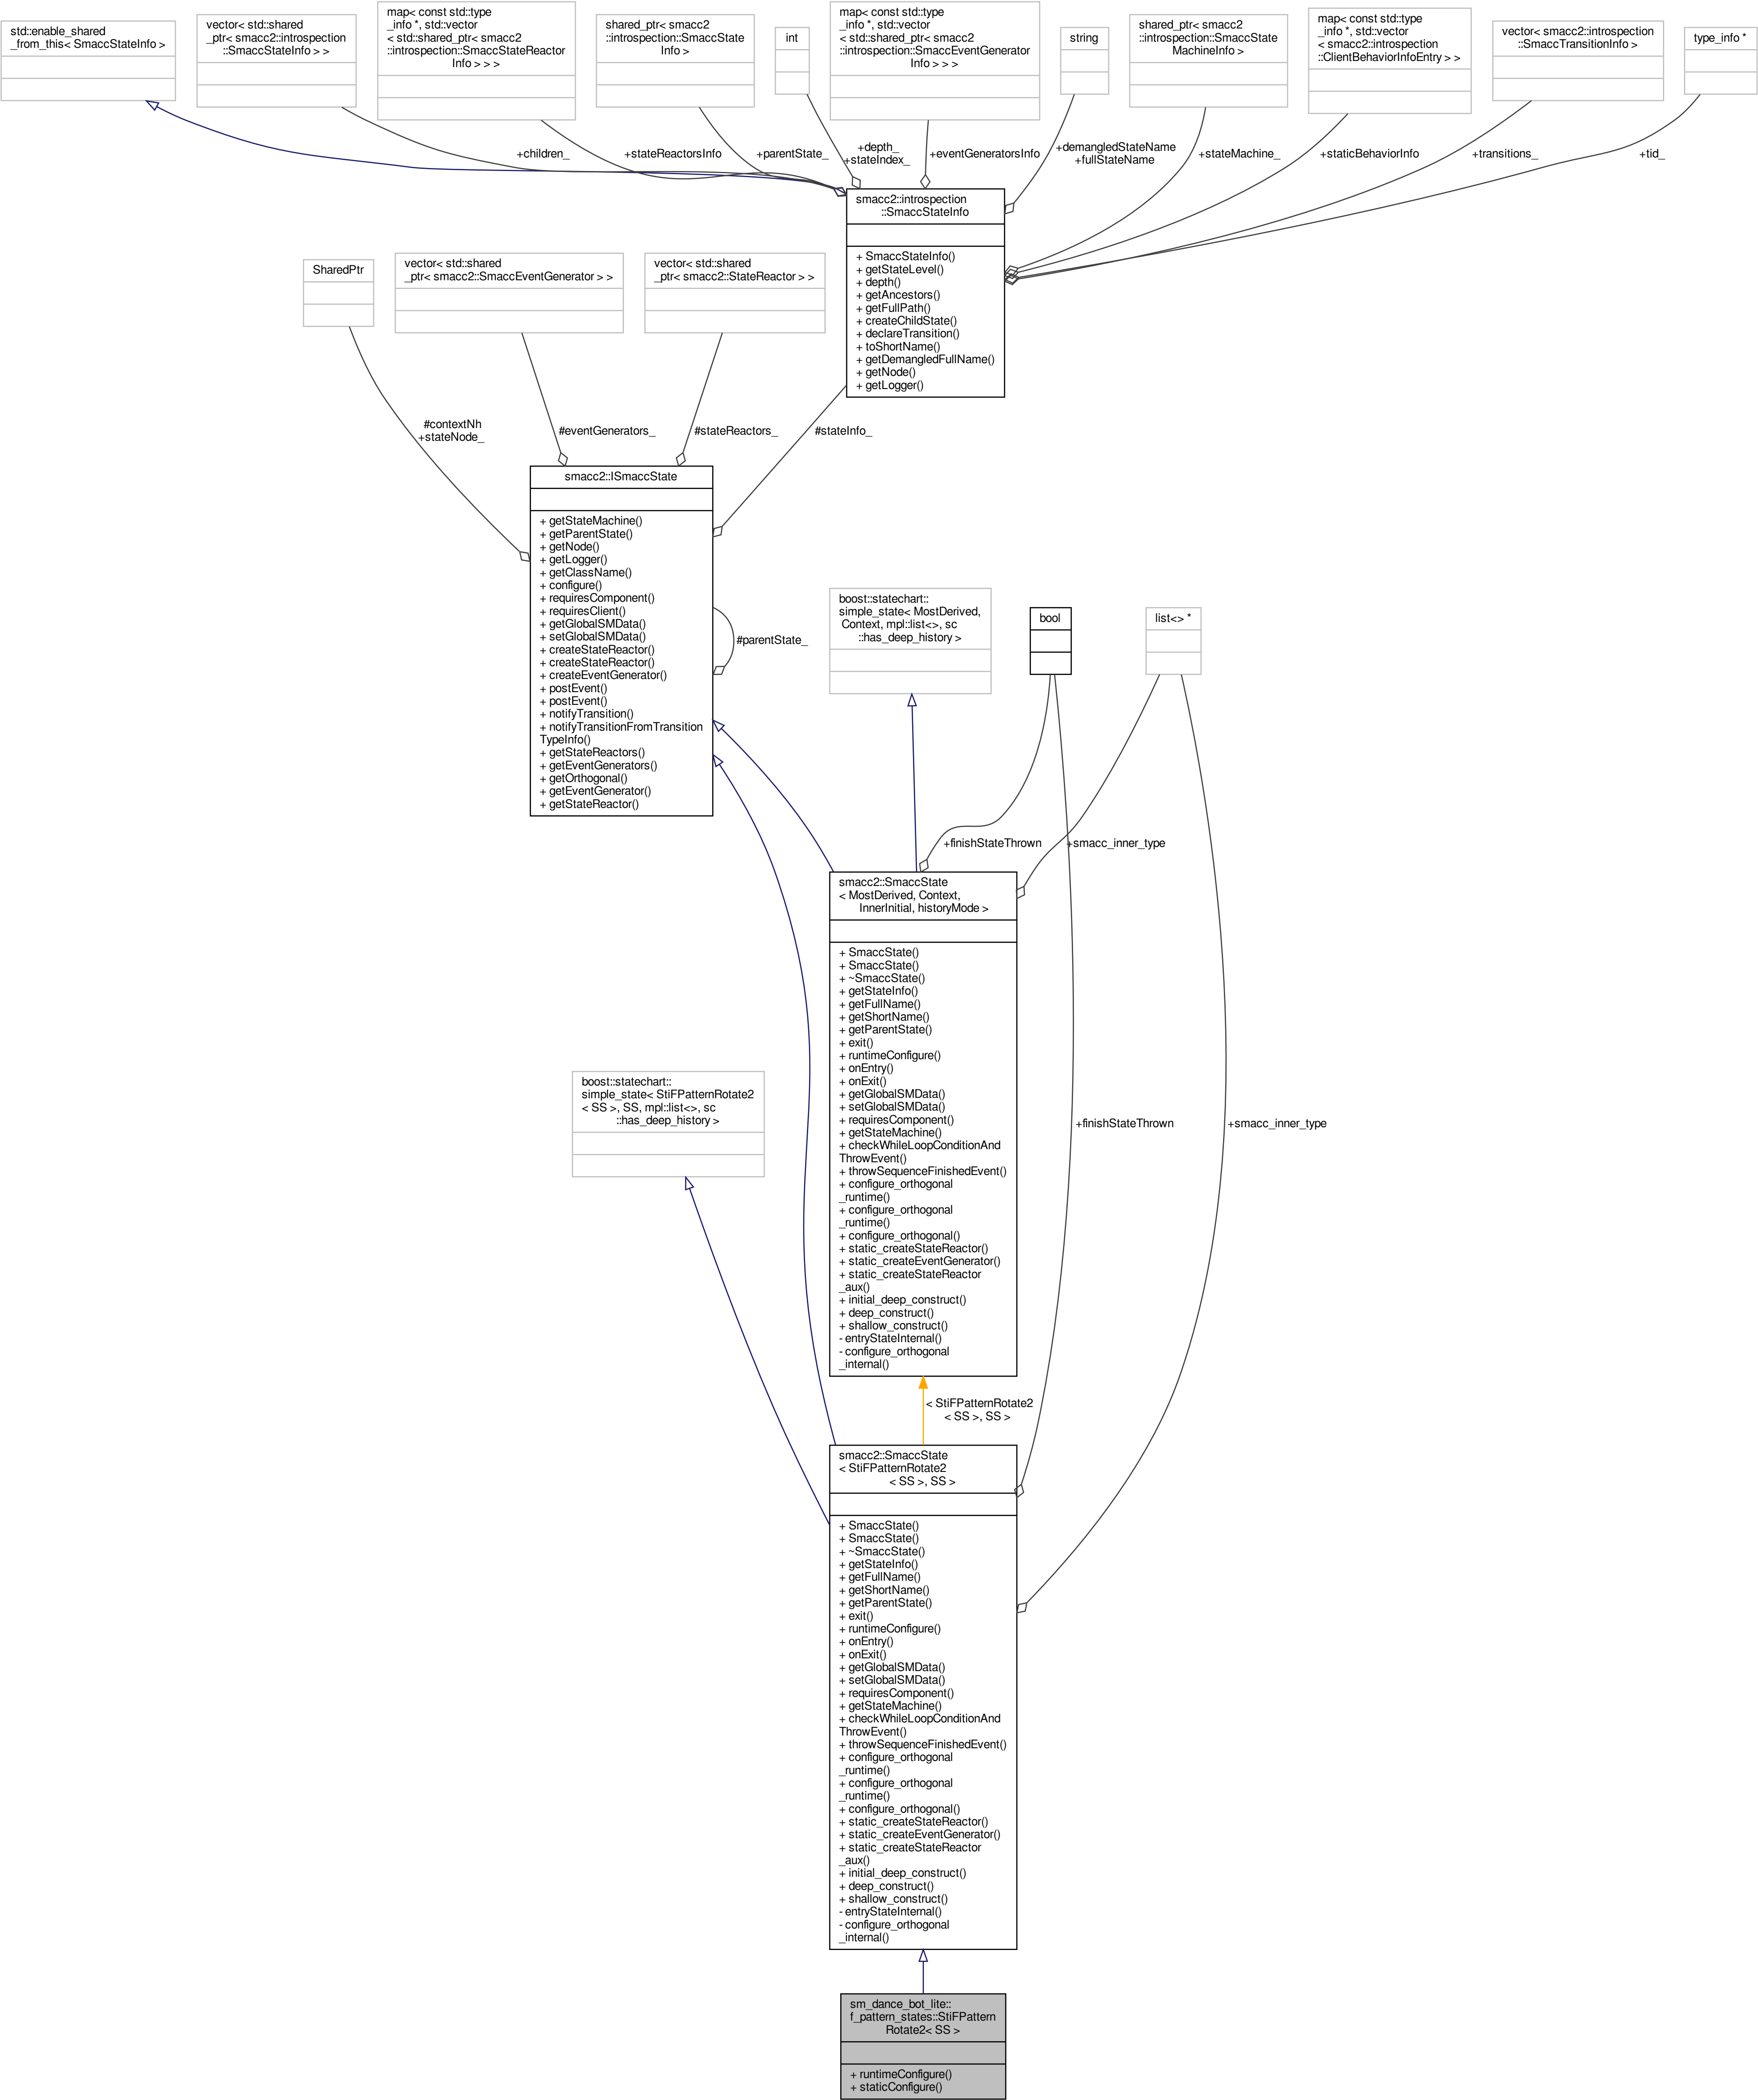 std::enable_shared
_from_this< SmaccStateInfo >
vector< std::shared
_ptr< smacc2::introspection
::SmaccStateInfo > >
map< const std::type
_info *, std::vector
< std::shared_ptr< smacc2
::introspection::SmaccStateReactor
Info > > >
shared_ptr< smacc2
::introspection::SmaccState
Info >
int
map< const std::type
_info *, std::vector
< std::shared_ptr< smacc2
::introspection::SmaccEventGenerator
Info > > >
string
shared_ptr< smacc2
::introspection::SmaccState
MachineInfo >
map< const std::type
_info *, std::vector
< smacc2::introspection
::ClientBehaviorInfoEntry > >
vector< smacc2::introspection
::SmaccTransitionInfo >
type_info *
+children_
+stateReactorsInfo
+parentState_
+depth_
+stateIndex_
+eventGeneratorsInfo
+demangledStateName
+fullStateName
+stateMachine_
+staticBehaviorInfo
+transitions_
+tid_
smacc2::introspection
::SmaccStateInfo
+ SmaccStateInfo()
+ getStateLevel()
+ depth()
+ getAncestors()
+ getFullPath()
+ createChildState()
+ declareTransition()
+ toShortName()
+ getDemangledFullName()
+ getNode()
+ getLogger()
SharedPtr
vector< std::shared
_ptr< smacc2::SmaccEventGenerator > >
vector< std::shared
_ptr< smacc2::StateReactor > >
#contextNh
+stateNode_
#eventGenerators_
#stateReactors_
#stateInfo_
smacc2::ISmaccState
+ getStateMachine()
+ getParentState()
+ getNode()
+ getLogger()
+ getClassName()
+ configure()
+ requiresComponent()
+ requiresClient()
+ getGlobalSMData()
+ setGlobalSMData()
+ createStateReactor()
+ createStateReactor()
+ createEventGenerator()
+ postEvent()
+ postEvent()
+ notifyTransition()
+ notifyTransitionFromTransition
TypeInfo()
+ getStateReactors()
+ getEventGenerators()
+ getOrthogonal()
+ getEventGenerator()
+ getStateReactor()
#parentState_
boost::statechart::
simple_state< MostDerived,
Context, mpl::list<>, sc
::has_deep_history >
bool
list<> *
+finishStateThrown
+smacc_inner_type
smacc2::SmaccState
< MostDerived, Context,
InnerInitial, historyMode >
+ SmaccState()
+ SmaccState()
+ ~SmaccState()
+ getStateInfo()
+ getFullName()
+ getShortName()
+ getParentState()
+ exit()
+ runtimeConfigure()
+ onEntry()
+ onExit()
+ getGlobalSMData()
+ setGlobalSMData()
+ requiresComponent()
+ getStateMachine()
+ checkWhileLoopConditionAnd
ThrowEvent()
+ throwSequenceFinishedEvent()
+ configure_orthogonal
_runtime()
+ configure_orthogonal
_runtime()
+ configure_orthogonal()
+ static_createStateReactor()
+ static_createEventGenerator()
+ static_createStateReactor
_aux()
+ initial_deep_construct()
+ deep_construct()
+ shallow_construct()
- entryStateInternal()
- configure_orthogonal
_internal()
boost::statechart::
simple_state< StiFPatternRotate2
< SS >, SS, mpl::list<>, sc
::has_deep_history >
+finishStateThrown
+smacc_inner_type
< StiFPatternRotate2
< SS >, SS >
smacc2::SmaccState
< StiFPatternRotate2
< SS >, SS >
+ SmaccState()
+ SmaccState()
+ ~SmaccState()
+ getStateInfo()
+ getFullName()
+ getShortName()
+ getParentState()
+ exit()
+ runtimeConfigure()
+ onEntry()
+ onExit()
+ getGlobalSMData()
+ setGlobalSMData()
+ requiresComponent()
+ getStateMachine()
+ checkWhileLoopConditionAnd
ThrowEvent()
+ throwSequenceFinishedEvent()
+ configure_orthogonal
_runtime()
+ configure_orthogonal
_runtime()
+ configure_orthogonal()
+ static_createStateReactor()
+ static_createEventGenerator()
+ static_createStateReactor
_aux()
+ initial_deep_construct()
+ deep_construct()
+ shallow_construct()
- entryStateInternal()
- configure_orthogonal
_internal()
sm_dance_bot_lite::
f_pattern_states::StiFPattern
Rotate2< SS >
+ runtimeConfigure()
+ staticConfigure()